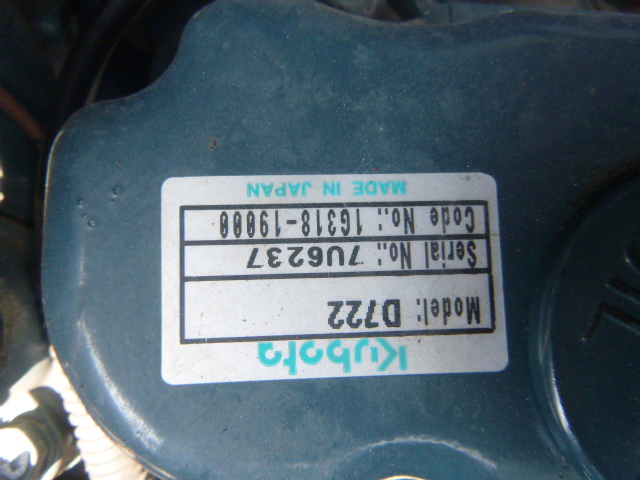 Kubota
Model: D722
Serial No.: 7U6237
Code No.: 1G318-19000
MADE IN JAPAN